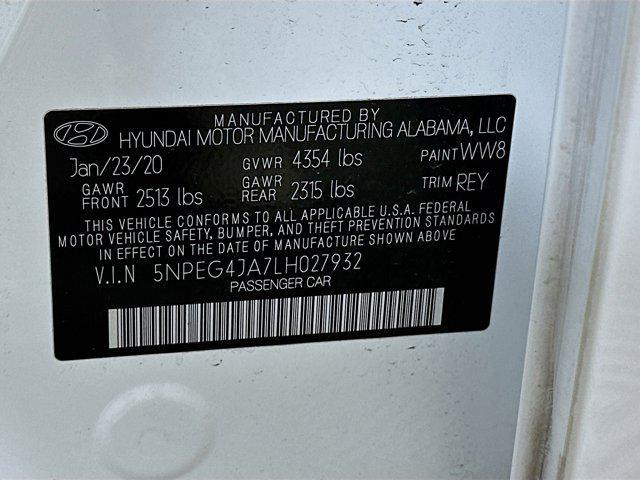 MANUFACTURED BY
HYUNDAI MOTOR MANUFACTURING ALABAMA, LLC
Jan/23/20 GVWR 4354 lbs PAINT WW8
GAWR FRONT 2513 lbs GAWR REAR 2315 lbs TRIM REY
THIS VEHICLE CONFORMS TO ALL APPLICABLE U.S.A. FEDERAL
MOTOR VEHICLE SAFETY, BUMPER, AND THEFT PREVENTION STANDARDS
IN EFFECT ON THE DATE OF MANUFACTURE SHOWN ABOVE
V.I.N 5NPEG4JA7LH027932
PASSENGER CAR